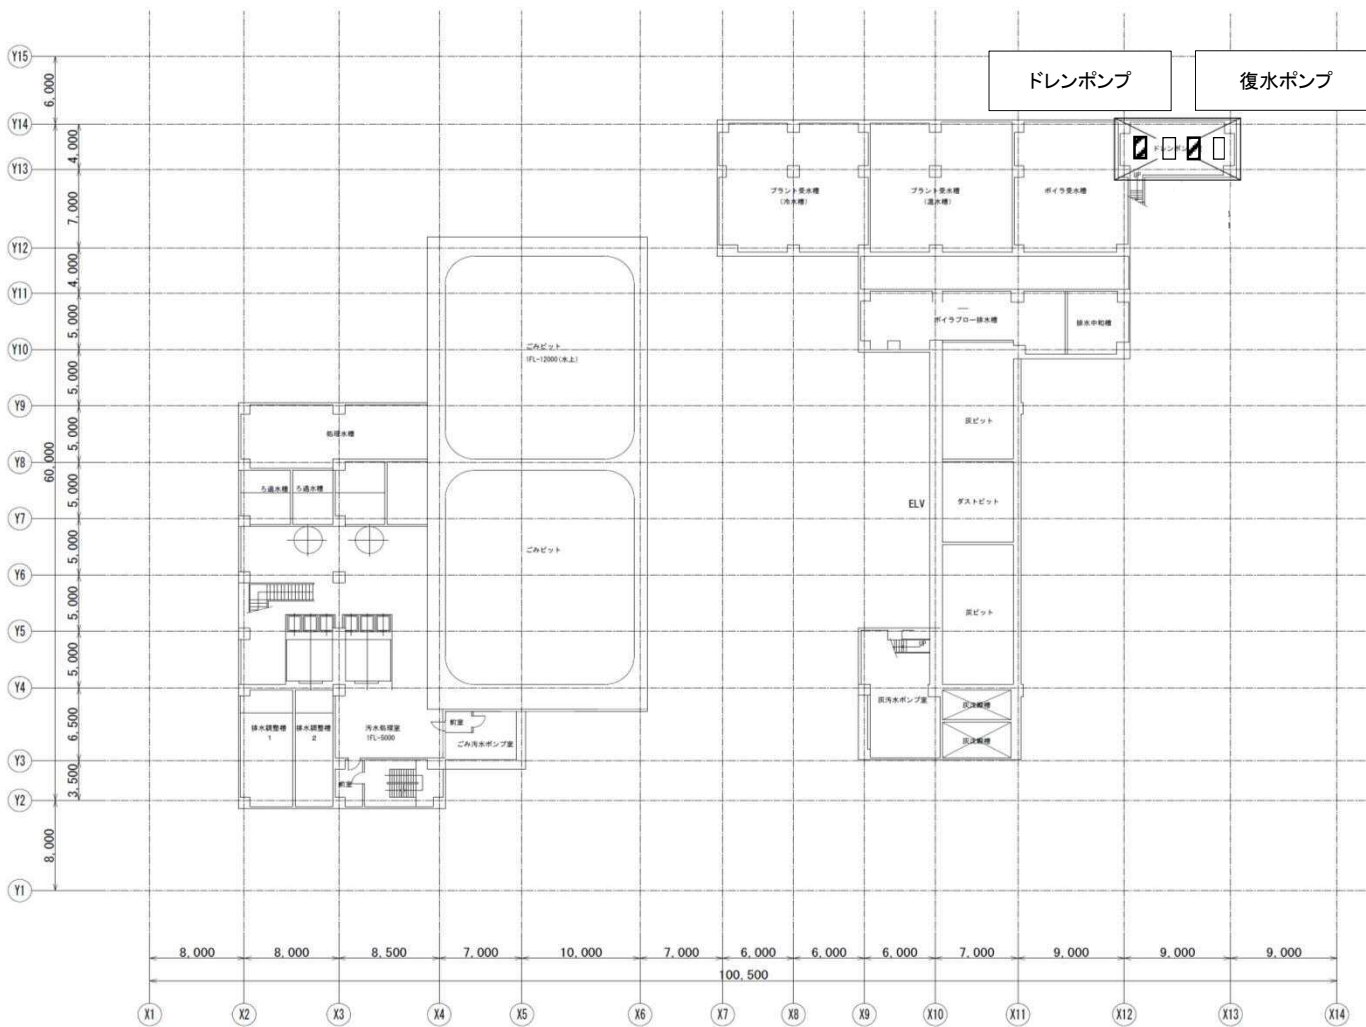 Y15
ドレンポンプ
復水ポンプ
6,000
Y14
4,000
Y13
プラント受水槽
(冷水槽)
プラント受水槽
(温水槽)
ボイラ受水槽
UP
7,000
Y12
4,000
Y11
ボイラブロー排水槽
排水中和槽
5,000
Y10
ごみピット
1FL-12000(水上)
5,000
Y9
処理水槽
灰ピット
5,000
60,000
Y8
ろ過水槽
ろ過水槽
ELV
ダストピット
5,000
Y7
5,000
ごみピット
Y6
5,000
灰ピット
Y5
UP
5,000
Y4
灰汚水ポンプ室
灰沈殿槽
6,500
排水調整槽
1
排水調整槽
2
汚水処理室
1FL-5000
前室
ごみ汚水ポンプ室
灰沈殿槽
Y3
3,500
前室
Y2
8,000
Y1
8,000
8,000
8,500
7,000
10,000
7,000
6,000
6,000
6,000
7,000
9,000
9,000
9,000
100,500
X1
X2
X3
X4
X5
X6
X7
X8
X9
X10
X11
X12
X13
X14